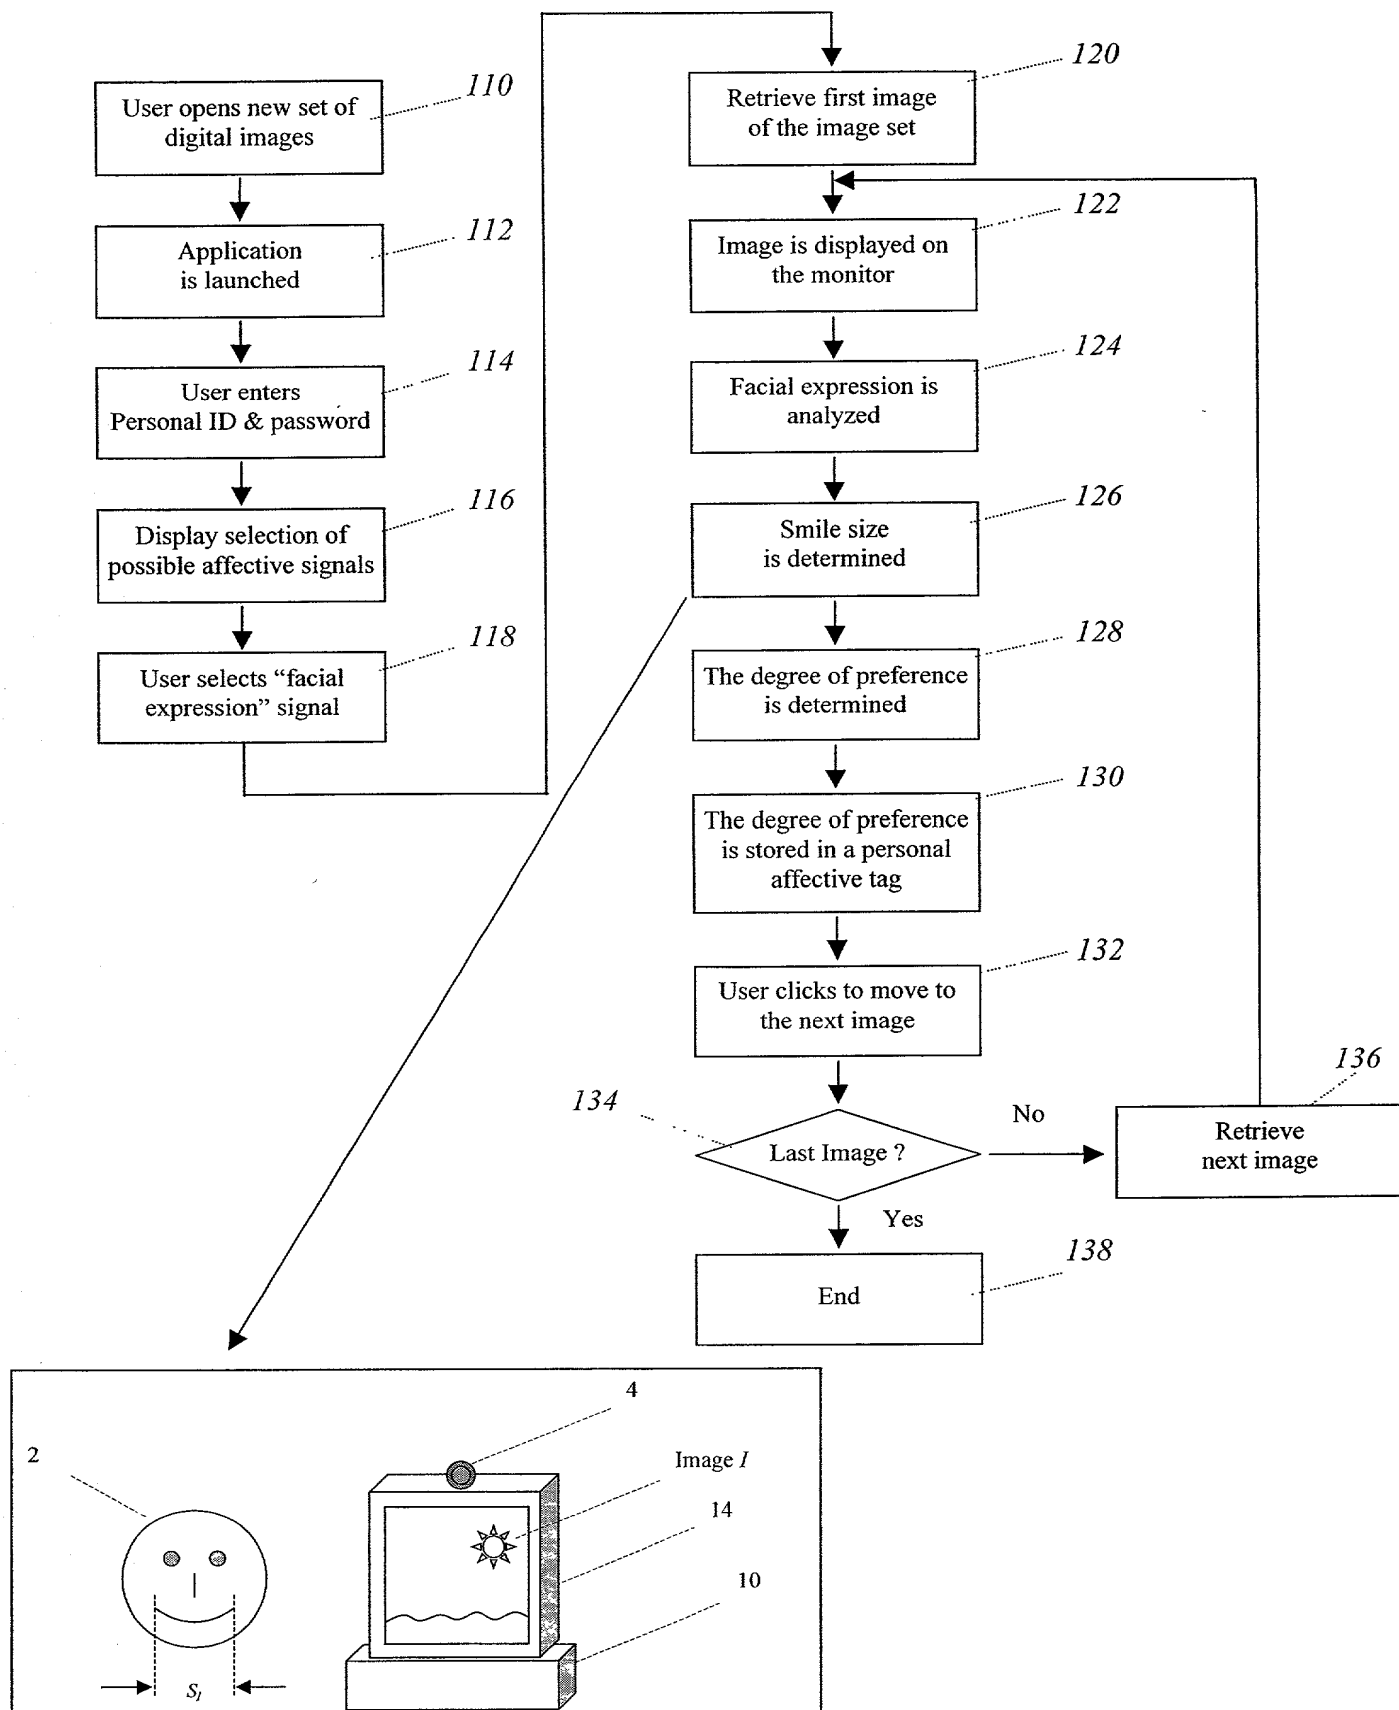 110
User opens new set of
digital images
112
Application
is launched
114
User enters
Personal ID & password
116
Display selection of
possible affective signals
118
User selects “facial
expression” signal
120
Retrieve first image
of the image set
122
Image is displayed on
the monitor
124
Facial expression is
analyzed
126
Smile size
is determined
128
The degree of preference
is determined
130
The degree of preference
is stored in a personal
affective tag
132
User clicks to move to
the next image
134
Last Image ?
No
136
Retrieve
next image
Yes
138
End
2
4
Image I
14
10
S_I